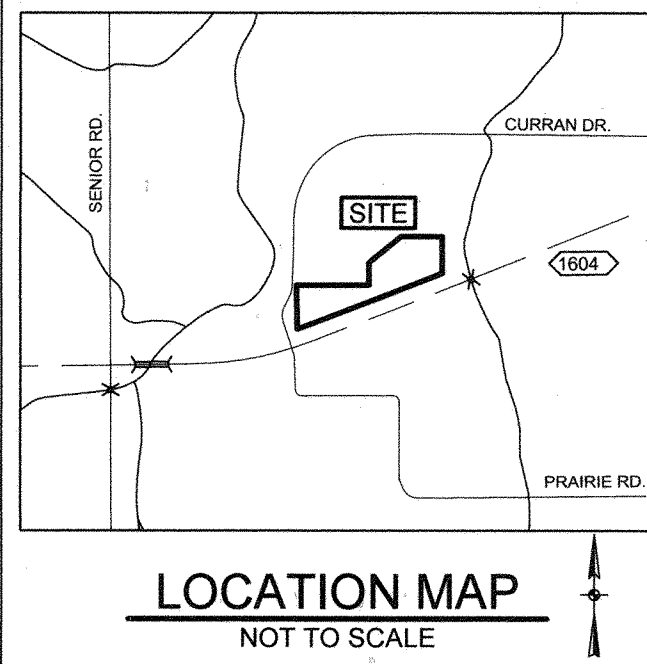 SENIOR RD.
CURRAN DR.
SITE
1604
PRAIRIE RD.
LOCATION MAP
NOT TO SCALE